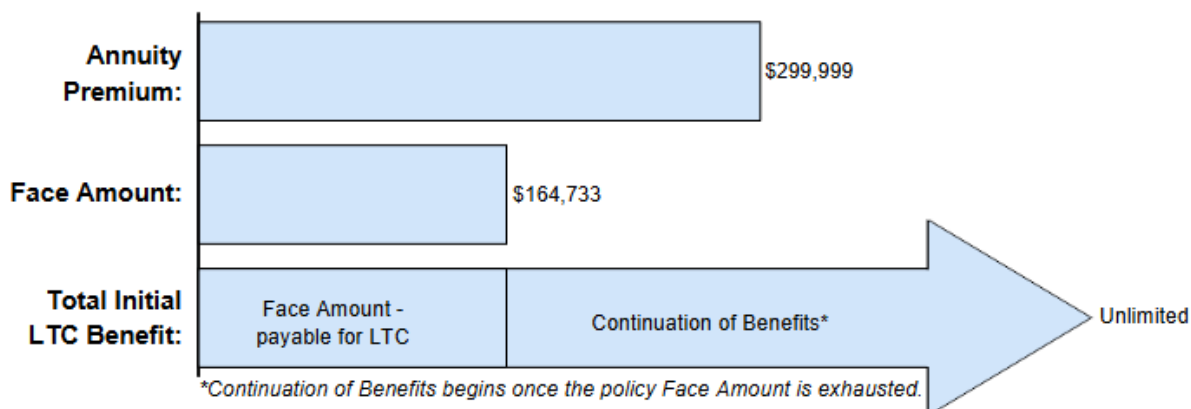 Annuity
Premium:
$299,999
Face Amount:
$164,733
Total Initial
LTC Benefit:
Face Amount -
payable for LTC
Continuation of Benefits*
Unlimited
*Continuation of Benefits begins once the policy Face Amount is exhausted.